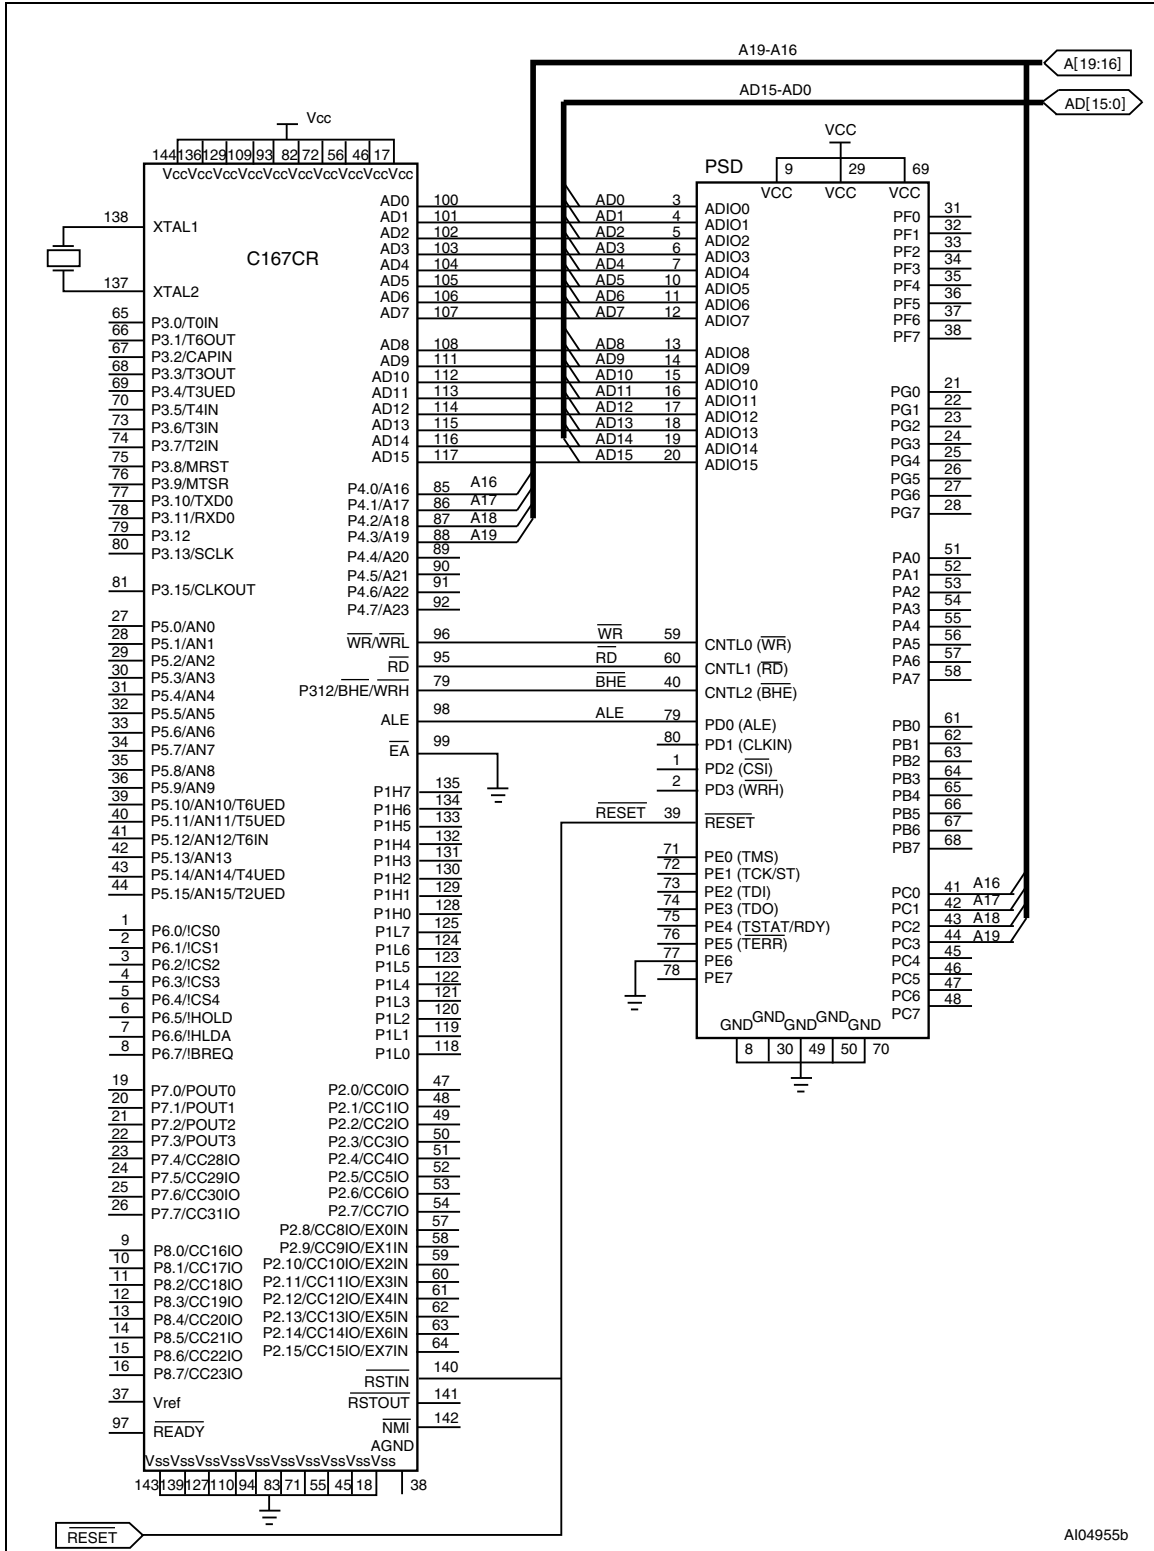 A19-A16
A[19:16]
AD15-AD0
AD[15:0]
Vcc
144 136 129 109 93 82 72 56 46 17
Vcc Vcc Vcc Vcc Vcc Vcc Vcc Vcc Vcc Vcc
C167CR
138 XTAL1
137 XTAL2
65 P3.0/T0IN
66 P3.1/T6OUT
67 P3.2/CAPIN
68 P3.3/T3OUT
69 P3.4/T3UED
70 P3.5/T4IN
73 P3.6/T3IN
74 P3.7/T2IN
75 P3.8/MRST
76 P3.9/MTSR
77 P3.10/TXD0
78 P3.11/RXD0
79 P3.12
80 P3.13/SCLK
81 P3.15/CLKOUT
27 P5.0/AN0
28 P5.1/AN1
29 P5.2/AN2
30 P5.3/AN3
31 P5.4/AN4
32 P5.5/AN5
33 P5.6/AN6
34 P5.7/AN7
35 P5.8/AN8
36 P5.9/AN9
39 P5.10/AN10/T6UED
40 P5.11/AN11/T5UED
41 P5.12/AN12/T6IN
42 P5.13/AN13
43 P5.14/AN14/T4UED
44 P5.15/AN15/T2UED
1 P6.0/!CS0
2 P6.1/!CS1
3 P6.2/!CS2
4 P6.3/!CS3
5 P6.4/!CS4
6 P6.5/!HOLD
7 P6.6/!HLDA
8 P6.7/!BREQ
19 P7.0/POUT0
20 P7.1/POUT1
21 P7.2/POUT2
22 P7.3/POUT3
23 P7.4/CC28IO
24 P7.5/CC29IO
25 P7.6/CC30IO
26 P7.7/CC31IO
9 P8.0/CC16IO
10 P8.1/CC17IO
11 P8.2/CC18IO
12 P8.3/CC19IO
13 P8.4/CC20IO
14 P8.5/CC21IO
15 P8.6/CC22IO
16 P8.7/CC23IO
37 Vref
97 READY
AD0 100 AD0 3 ADIO0
AD1 101 AD1 4 ADIO1
AD2 102 AD2 5 ADIO2
AD3 103 AD3 6 ADIO3
AD4 104 AD4 7 ADIO4
AD5 105 AD5 10 ADIO5
AD6 106 AD6 11 ADIO6
AD7 107 AD7 12 ADIO7
AD8 108 AD8 13 ADIO8
AD9 111 AD9 14 ADIO9
AD10 112 AD10 15 ADIO10
AD11 113 AD11 16 ADIO11
AD12 114 AD12 17 ADIO12
AD13 115 AD13 18 ADIO13
AD14 116 AD14 19 ADIO14
AD15 117 AD15 20 ADIO15
P4.0/A16 85 A16
P4.1/A17 86 A17
P4.2/A18 87 A18
P4.3/A19 88 A19
P4.4/A20 89
P4.5/A21 90
P4.6/A22 91
P4.7/A23 92
WR/WRL 96 WR 59 CNTL0 (WR)
RD 95 RD 60 CNTL1 (RD)
P312/BHE/WRH 79 BHE 40 CNTL2 (BHE)
ALE 98 ALE 79 PD0 (ALE)
EA 99
80 PD1 (CLKIN)
1 PD2 (CSI)
2 PD3 (WRH)
RESET 39 RESET
P1H7 135
P1H6 134
P1H5 133
P1H4 132
P1H3 131
P1H2 130
P1H1 129
P1H0 128
P1L7 125
P1L6 124
P1L5 123
P1L4 122
P1L3 121
P1L2 120
P1L1 119
P1L0 118
P2.0/CC0IO 47
P2.1/CC1IO 48
P2.2/CC2IO 49
P2.3/CC3IO 50
P2.4/CC4IO 51
P2.5/CC5IO 52
P2.6/CC6IO 53
P2.7/CC7IO 54
P2.8/CC8IO/EX0IN 57
P2.9/CC9IO/EX1IN 58
P2.10/CC10IO/EX2IN 59
P2.11/CC11IO/EX3IN 60
P2.12/CC12IO/EX4IN 61
P2.13/CC13IO/EX5IN 62
P2.14/CC14IO/EX6IN 63
P2.15/CC15IO/EX7IN 64
RSTIN 140
RSTOUT 141
NMI 142
AGND
Vss Vss Vss Vss Vss Vss Vss Vss Vss Vss
143 139 127 110 94 83 71 55 45 18 38
RESET
PSD
VCC
9 29 69
VCC VCC VCC
71 PE0 (TMS)
72 PE1 (TCK/ST)
73 PE2 (TDI)
74 PE3 (TDO)
75 PE4 (TSTAT/RDY)
76 PE5 (TERR)
77 PE6
78 PE7
PF0 31
PF1 32
PF2 33
PF3 34
PF4 35
PF5 36
PF6 37
PF7 38
PG0 21
PG1 22
PG2 23
PG3 24
PG4 25
PG5 26
PG6 27
PG7 28
PA0 51
PA1 52
PA2 53
PA3 54
PA4 55
PA5 56
PA6 57
PA7 58
PB0 61
PB1 62
PB2 63
PB3 64
PB4 65
PB5 66
PB6 67
PB7 68
PC0 41 A16
PC1 42 A17
PC2 43 A18
PC3 44 A19
PC4 45
PC5 46
PC6 47
PC7 48
GND GND GND GND GND
8 30 49 50 70
AI04955b